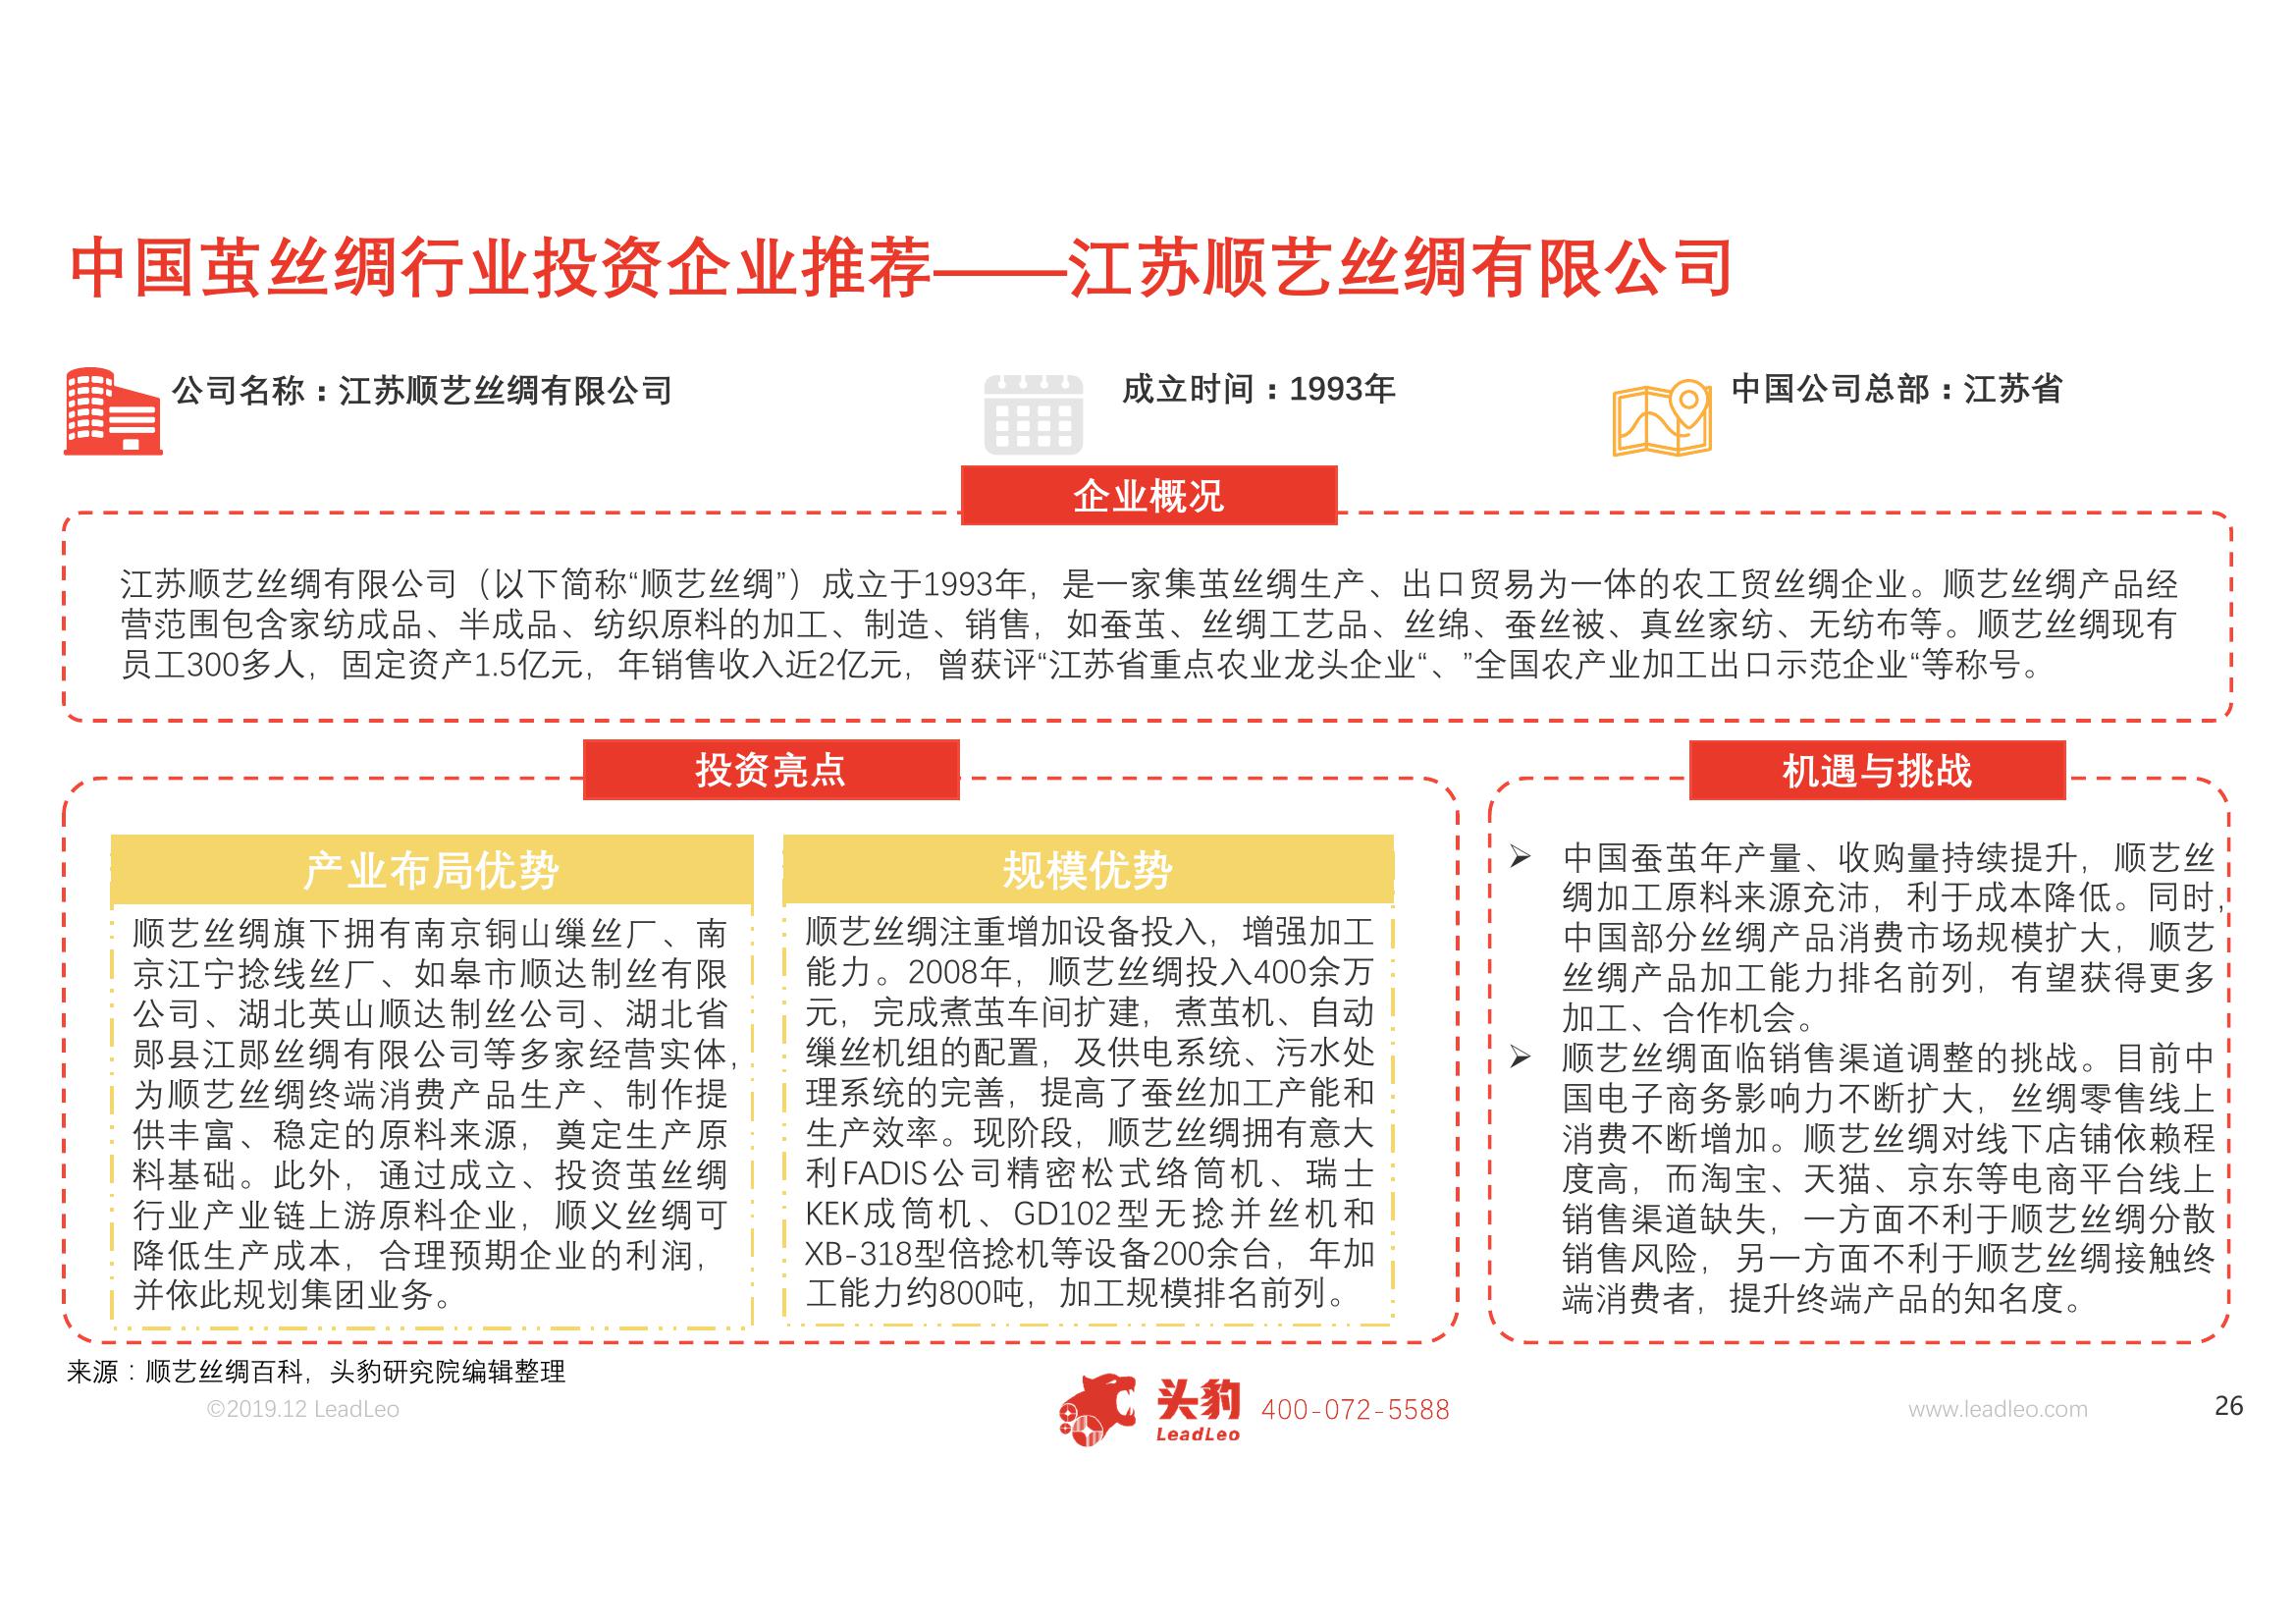 中国茧丝绸行业投资企业推荐——江苏顺艺丝绸有限公司
公司名称：江苏顺艺丝绸有限公司
成立时间：1993年
中国公司总部：江苏省
企业概况
江苏顺艺丝绸有限公司（以下简称“顺艺丝绸”）成立于1993年，是一家集茧丝绸生产、出口贸易为一体的农工贸丝绸企业。顺艺丝绸产品经
营范围包含家纺成品、半成品、纺织原料的加工、制造、销售，如蚕茧、丝绸工艺品、丝绵、蚕丝被、真丝家纺、无纺布等。顺艺丝绸现有
员工300多人，固定资产1.5亿元，年销售收入近2亿元，曾获评“江苏省重点农业龙头企业“、”全国农产业加工出口示范企业“等称号。
投资亮点
产业布局优势
顺艺丝绸旗下拥有南京铜山缫丝厂、南
京江宁捻线丝厂、如皋市顺达制丝有限
公司、湖北英山顺达制丝公司、湖北省
郧县江郧丝绸有限公司等多家经营实体，
为顺艺丝绸终端消费产品生产、制作提
供丰富、稳定的原料来源，奠定生产原
料基础。此外，通过成立、投资茧丝绸
行业产业链上游原料企业，顺义丝绸可
降低生产成本，合理预期企业的利润，
并依此规划集团业务。
规模优势
顺艺丝绸注重增加设备投入，增强加工
能力。2008年，顺艺丝绸投入400余万
元，完成煮茧车间扩建，煮茧机、自动
缫丝机组的配置，及供电系统、污水处
理系统的完善，提高了蚕丝加工产能和
生产效率。现阶段，顺艺丝绸拥有意大
利FADIS公司精密松式络筒机、瑞士
KEK成筒机、GD102型无捻并丝机和
XB-318型倍捻机等设备200余台，年加
工能力约800吨，加工规模排名前列。
机遇与挑战
➢ 中国蚕茧年产量、收购量持续提升，顺艺丝
绸加工原料来源充沛，利于成本降低。同时，
中国部分丝绸产品消费市场规模扩大，顺艺
丝绸产品加工能力排名前列，有望获得更多
加工、合作机会。
➢ 顺艺丝绸面临销售渠道调整的挑战。目前中
国电子商务影响力不断扩大，丝绸零售线上
消费不断增加。顺艺丝绸对线下店铺依赖程
度高，而淘宝、天猫、京东等电商平台线上
销售渠道缺失，一方面不利于顺艺丝绸分散
销售风险，另一方面不利于顺艺丝绸接触终
端消费者，提升终端产品的知名度。
来源：顺艺丝绸百科，头豹研究院编辑整理
©2019.12 LeadLeo
头豹
LeadLeo
400-072-5588
www.leadleo.com
26